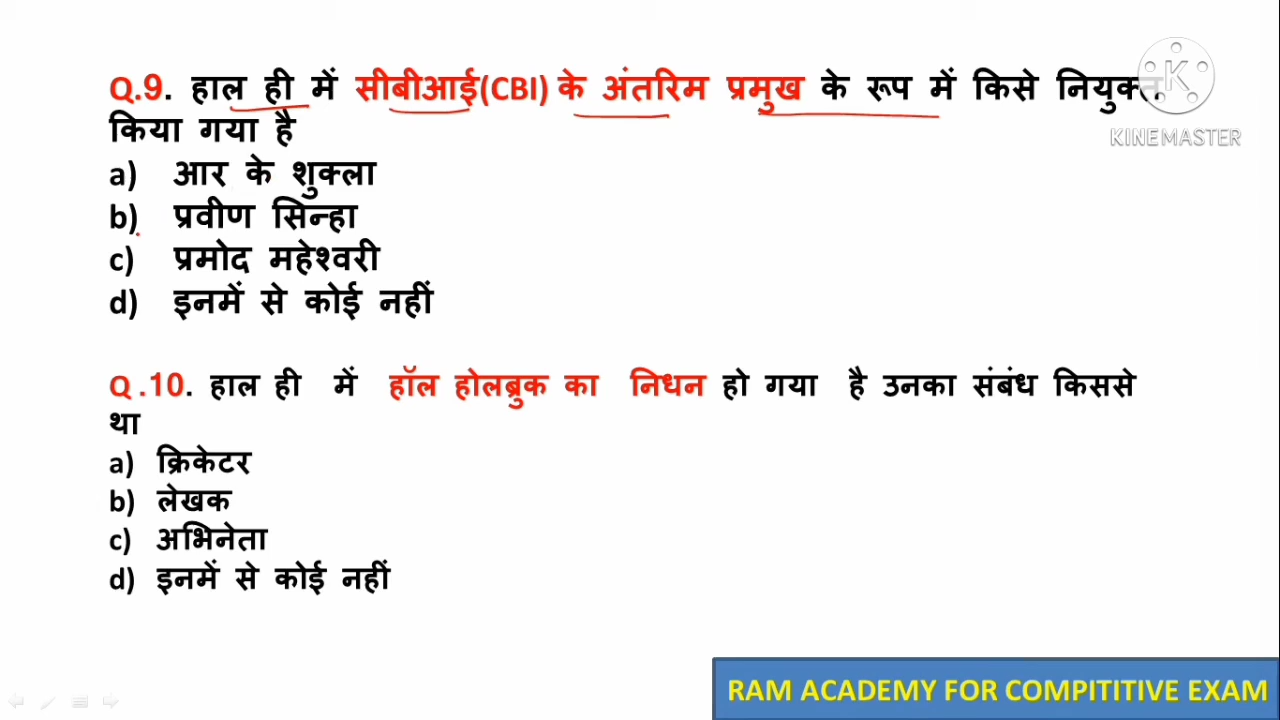 Q.9. हाल ही में सीबीआई(CBI) के अंतरिम प्रमुख के रूप में किसे नियुक्त
किया गया है
a) आर के शुक्ला
b) प्रवीण सिन्हा
c) प्रमोद महेश्वरी
d) इनमें से कोई नहीं
Q .10. हाल ही में हॉल होलब्रुक का निधन हो गया है उनका संबंध किससे
था
a) क्रिकेटर
b) लेखक
c) अभिनेता
d) इनमें से कोई नहीं
K
KINEMASTER
RAM ACADEMY FOR COMPITITIVE EXAM